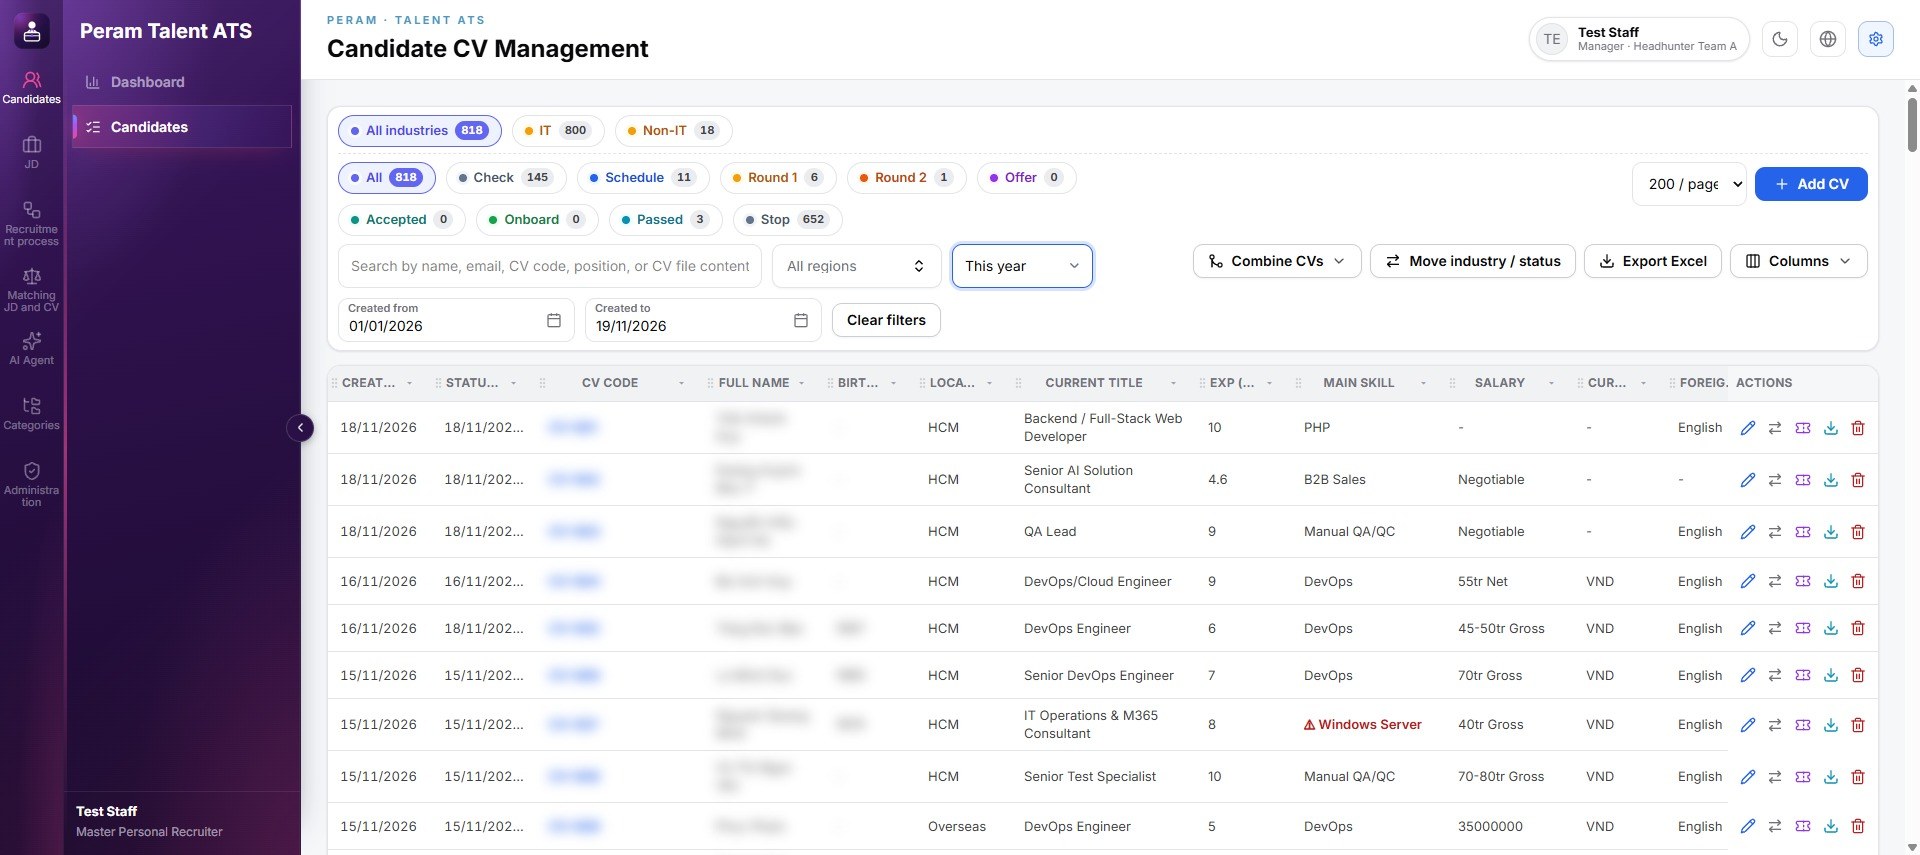 Peram Talent ATS
Candidates
JD
Recruitme
nt process
Matching
JD and CV
AI Agent
Categories
Administra
tion
Dashboard
Candidates
Test Staff
Master Personal Recruiter
PERAM · TALENT ATS
Candidate CV Management
TE
Test Staff
Manager · Headhunter Team A
All industries 818 IT 800 Non-IT 18
All 818 Check 145 Schedule 11 Round 1 6 Round 2 1 Offer 0
200 / page
+ Add CV
Accepted 0 Onboard 0 Passed 3 Stop 652
Search by name, email, CV code, position, or CV file content
All regions
This year
Combine CVs
Move industry / status
Export Excel
Columns
Created from
01/01/2026
Created to
19/11/2026
Clear filters
CREAT... STATU... CV CODE FULL NAME BIRT... LOCA... CURRENT TITLE EXP (... MAIN SKILL SALARY CUR... FOREIG. ACTIONS
18/11/2026 18/11/202... - HCM Backend / Full-Stack Web Developer 10 PHP - - English
18/11/2026 18/11/202... - HCM Senior AI Solution Consultant 4.6 B2B Sales Negotiable - -
18/11/2026 18/11/202... - HCM QA Lead 9 Manual QA/QC Negotiable - English
16/11/2026 16/11/202... - HCM DevOps/Cloud Engineer 9 DevOps 55tr Net VND English
16/11/2026 18/11/202... HCM DevOps Engineer 6 DevOps 45-50tr Gross VND English
15/11/2026 15/11/202... HCM Senior DevOps Engineer 7 DevOps 70tr Gross VND English
15/11/2026 15/11/202... HCM IT Operations & M365 Consultant 8 Windows Server 40tr Gross VND English
15/11/2026 15/11/202... - HCM Senior Test Specialist 10 Manual QA/QC 70-80tr Gross VND English
15/11/2026 15/11/202... - Overseas DevOps Engineer 5 DevOps 35000000 VND English